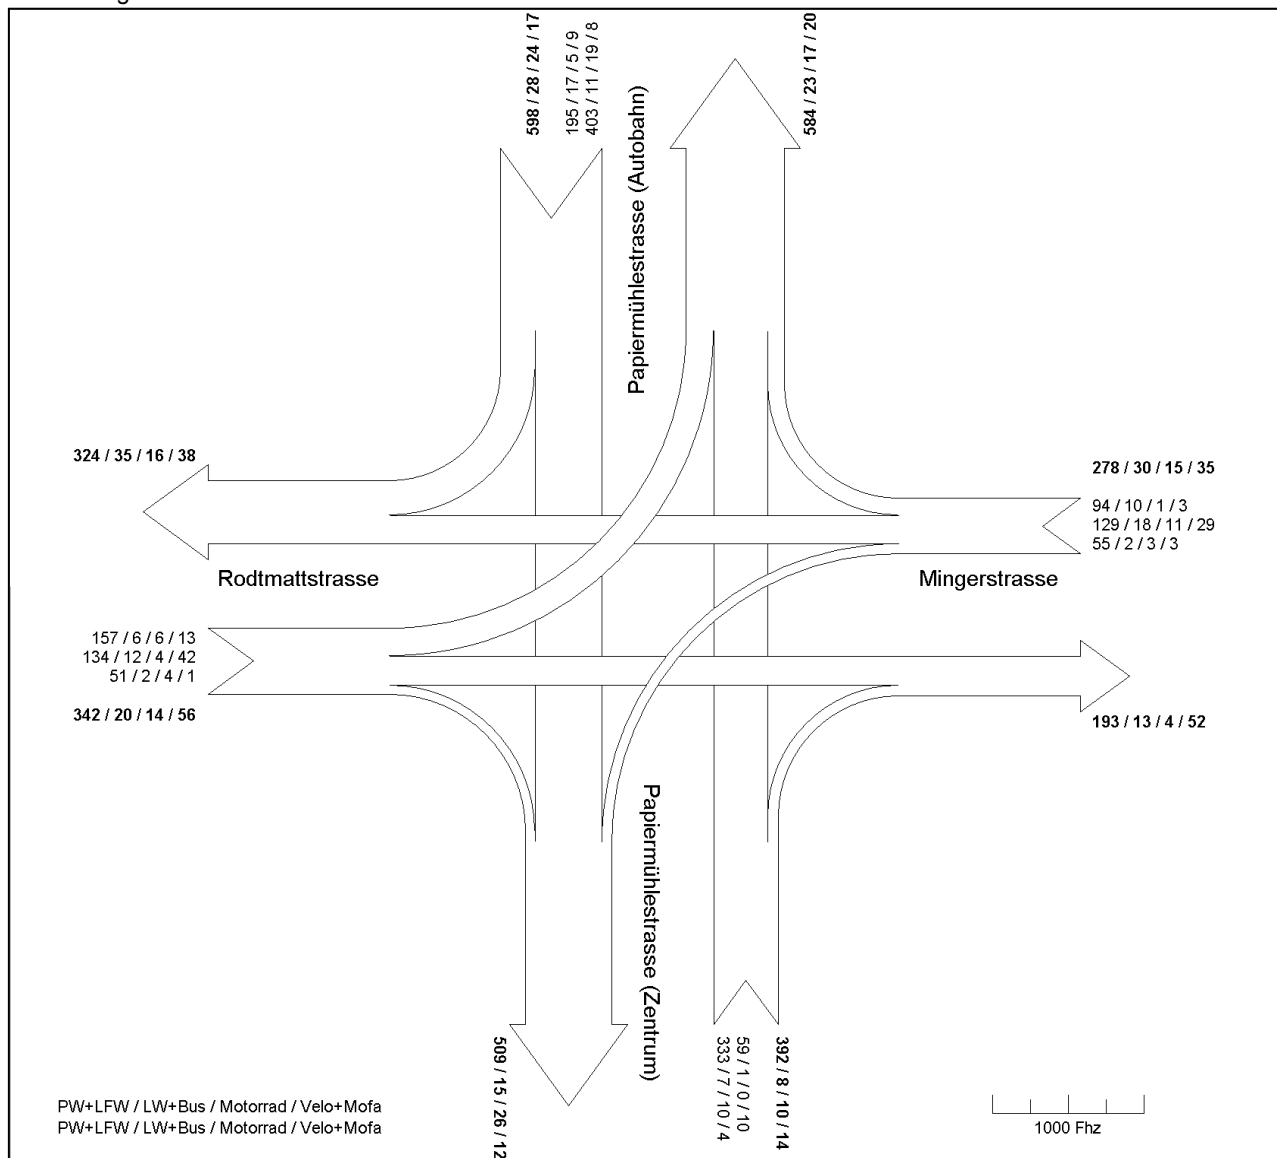 598 / 28 / 24 / 17
195 / 17 / 5 / 9
403 / 11 / 19 / 8
Papiermühlestrasse (Autobahn)
584 / 23 / 17 / 20
324 / 35 / 16 / 38
278 / 30 / 15 / 35
94 / 10 / 1 / 3
129 / 18 / 11 / 29
55 / 2 / 3 / 3
Rodtmattstrasse
Mingerstrasse
157 / 6 / 6 / 13
134 / 12 / 4 / 42
51 / 2 / 4 / 1
342 / 20 / 14 / 56
193 / 13 / 4 / 52
Papiermühlestrasse (Zentrum)
509 / 15 / 26 / 12
392 / 8 / 10 / 14
59 / 1 / 0 / 10
333 / 7 / 10 / 4
PW+LFW / LW+Bus / Motorrad / Velo+Mofa
PW+LFW / LW+Bus / Motorrad / Velo+Mofa
1000 Fhz